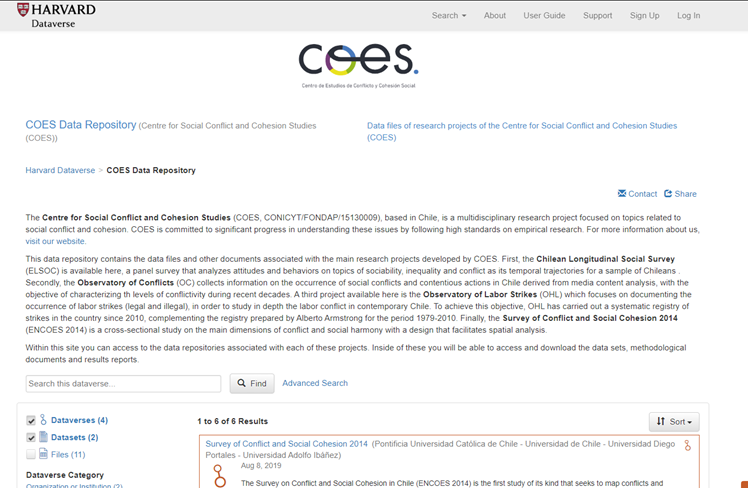 HARVARD
Dataverse
Search
About
User Guide
Support
Sign Up
Log In
coes.
Centro de Estudios de Conflicto y Cohesión Social
COES Data Repository (Centre for Social Conflict and Cohesion Studies
(COES))
Data files of research projects of the Centre for Social Conflict and Cohesion Studies
(COES)
Harvard Dataverse > COES Data Repository
Contact Share
The Centre for Social Conflict and Cohesion Studies (COES, CONICYT/FONDAP/15130009), based in Chile, is a multidisciplinary research project focused on topics related to
social conflict and cohesion. COES is committed to significant progress in understanding these issues by following high standards on empirical research. For more information about us,
visit our website.
This data repository contains the data files and other documents associated with the main research projects developed by COES. First, the Chilean Longitudinal Social Survey
(ELSOC) is available here, a panel survey that analyzes attitudes and behaviors on topics of sociability, inequality and conflict as its temporal trajectories for a sample of Chileans .
Secondly, the Observatory of Conflicts (OC) collects information on the occurrence of social conflicts and contentious actions in Chile derived from media content analysis, with the
objective of characterizing th levels of conflictivity during recent decades. A third project available here is the Observatory of Labor Strikes (OHL) which focuses on documenting the
occurrence of labor strikes (legal and illegal), in order to study in depth the labor conflict in contemporary Chile. To achieve this objective, OHL has carried out a systematic registry of
strikes in the country since 2010, complementing the registry prepared by Alberto Armstrong for the period 1979-2010. Finally, the Survey of Conflict and Social Cohesion 2014
(ENCOES 2014) is a cross-sectional study on the main dimensions of conflict and social harmony with a design that facilitates spatial analysis.
Within this site you can access to the data repositories associated with each of these projects. Inside of these you will be able to access and download the data sets, methodological
documents and results reports.
Search this dataverse...
Find
Advanced Search
Dataverses (4)
Datasets (2)
Files (11)
Dataverse Category
Organization or Institution (2)
1 to 6 of 6 Results
Sort
Survey of Conflict and Social Cohesion 2014 (Pontificia Universidad Católica de Chile - Universidad de Chile - Universidad Diego
Portales - Universidad Adolfo Ibáñez)
Aug 8, 2019
The Survey on Conflict and Social Cohesion in Chile (ENCOES 2014) is the first study of its kind that seeks to map conflicts and